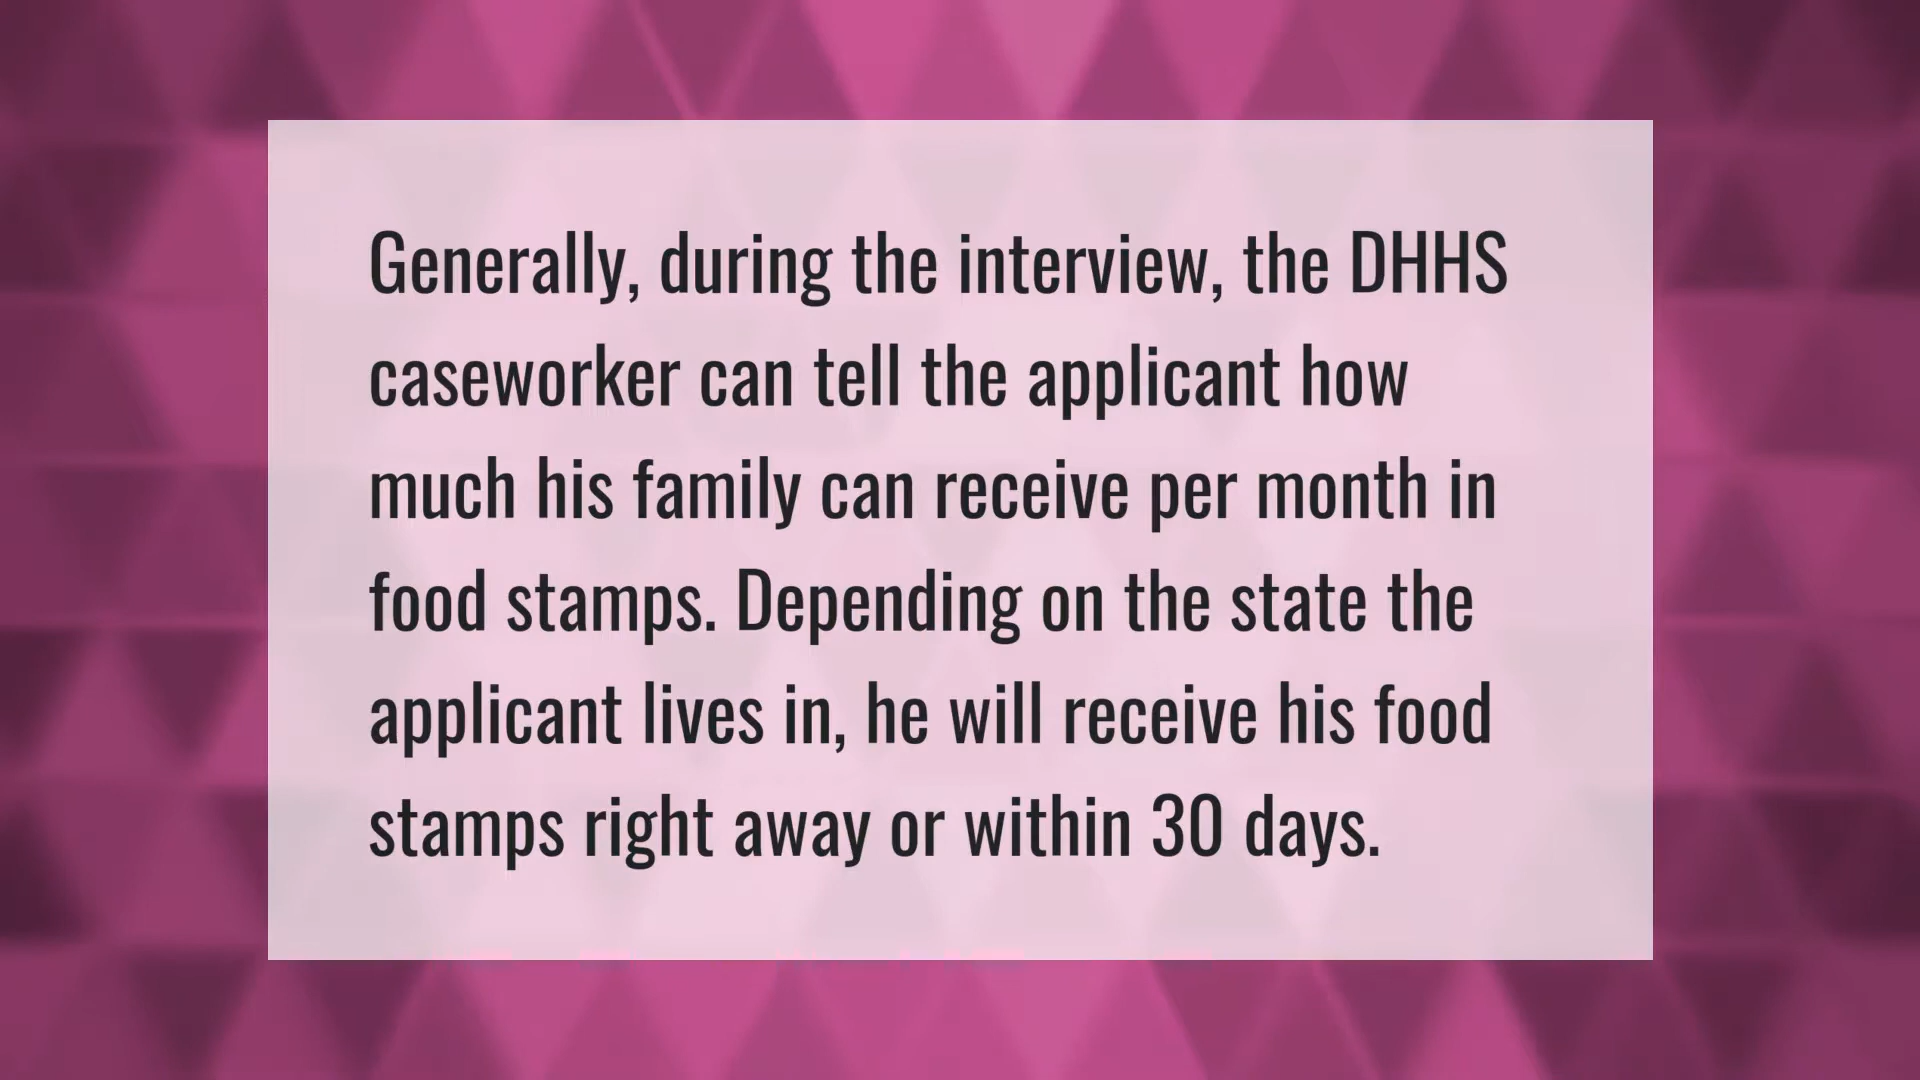 Generally, during the interview, the DHHS
caseworker can tell the applicant how
much his family can receive per month in
food stamps. Depending on the state the
applicant lives in, he will receive his food
stamps right away or within 30 days.